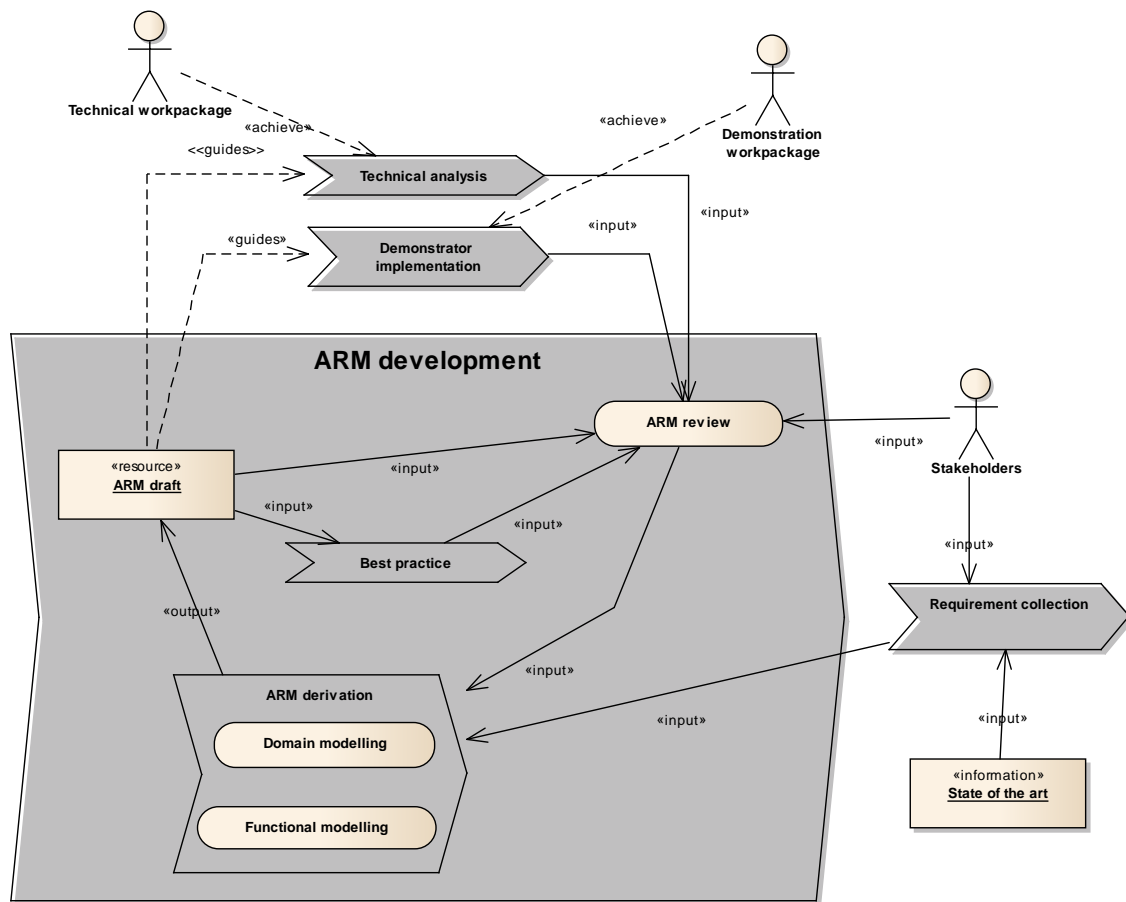 Technical workpackage
Demonstration
workpackage
«achieve»
«achieve»
<<guides>>
Technical analysis
«input»
«guides»
«input»
Demonstrator
implementation
ARM development
ARM review
«input»
Stakeholders
«resource»
ARM draft
«input»
«input»
«input»
Best practice
«input»
Requirement collection
«output»
«input»
ARM derivation
«input»
«input»
Domain modelling
«information»
State of the art
Functional modelling